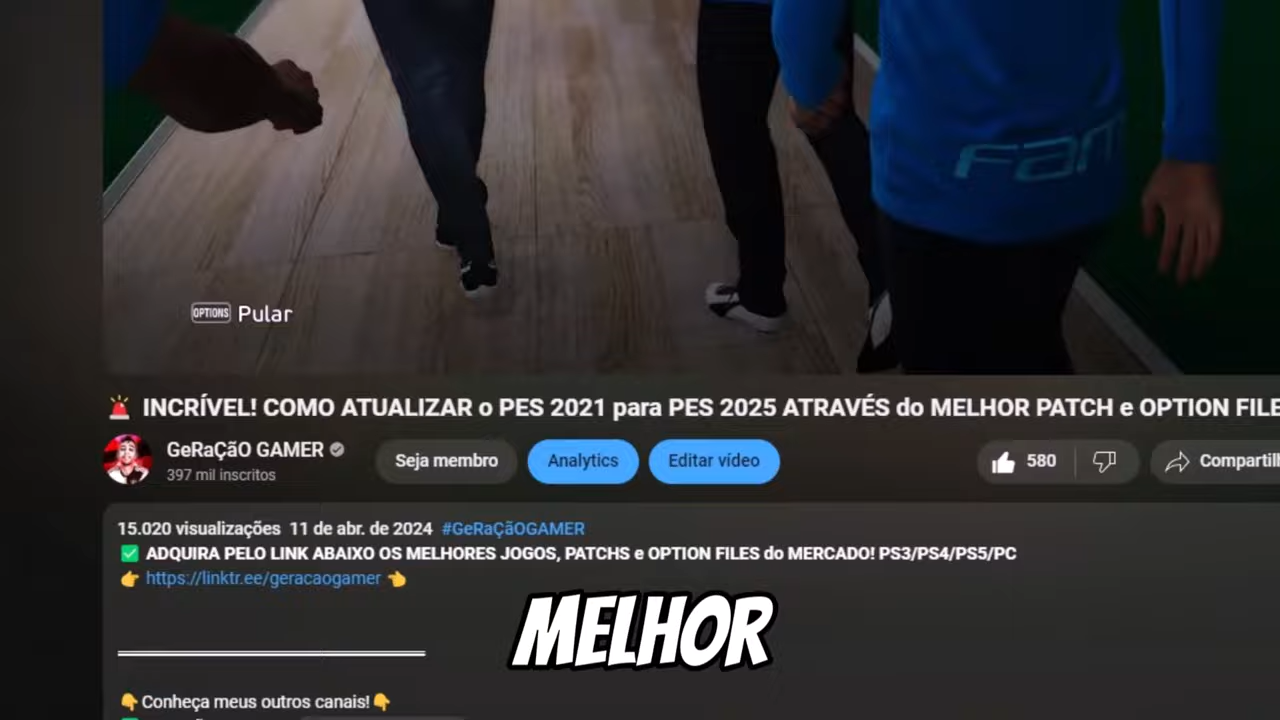 Fam
OPTIONS Pular
🚨 INCRÍVEL! COMO ATUALIZAR o PES 2021 para PES 2025 ATRAVÉS do MELHOR PATCH e OPTION FILE
GeRaÇãO GAMER
397 mil inscritos
Seja membro
Analytics
Editar vídeo
580
Compartilh
15.020 visualizações 11 de abr. de 2024 #GeRaÇãOGAMER
✅ ADQUIRA PELO LINK ABAIXO OS MELHORES JOGOS, PATCHS e OPTION FILES do MERCADO! PS3/PS4/PS5/PC
👉 https://linktr.ee/geracaogamer 👈
MELHOR
👇Conheça meus outros canais!👇